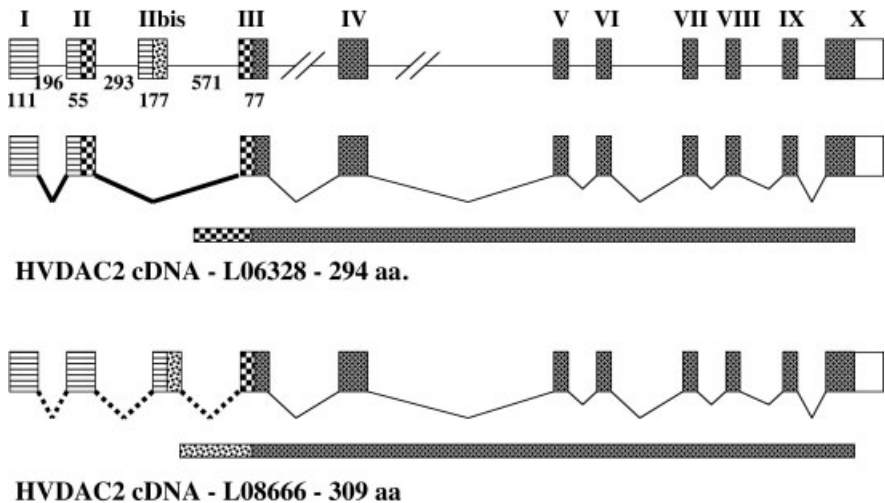 I II IIbis III IV V VI VII VIII IX X
196 293 571
111 55 177 77
HVDAC2 cDNA - L06328 - 294 aa.
HVDAC2 cDNA - L08666 - 309 aa